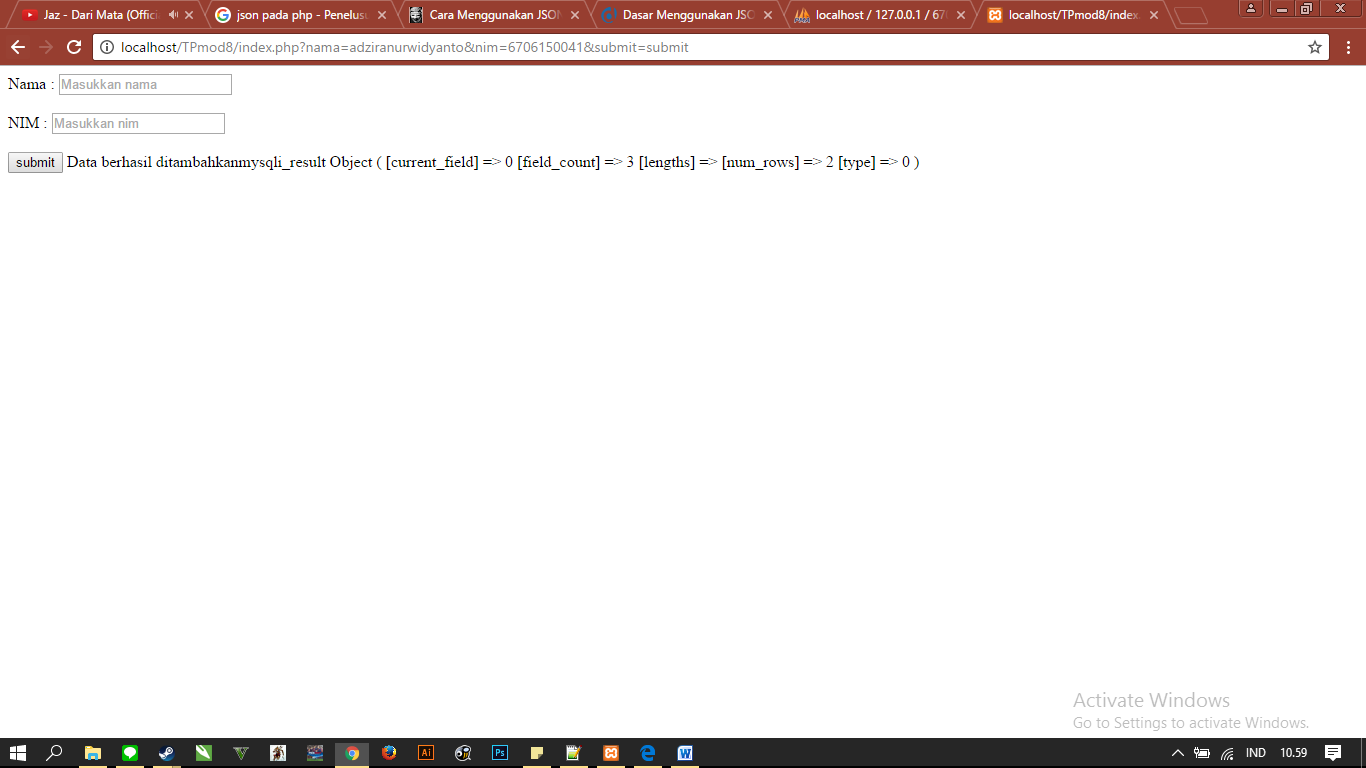 Jaz - Dari Mata (Offici
json pada php - Penelusu
Cara Menggunakan JSON
Dasar Menggunakan JSO
localhost / 127.0.0.1 / 670
localhost/TPmod8/index.
localhost/TPmod8/index.php?nama=adziranurwidyanto&nim=6706150041&submit=submit
Nama : Masukkan nama
NIM : Masukkan nim
submit Data berhasil ditambahkanmysqli_result Object ( [current_field] => 0 [field_count] => 3 [lengths] => [num_rows] => 2 [type] => 0 )
Activate Windows
Go to Settings to activate Windows.
Ai
Ps
IND
10.59